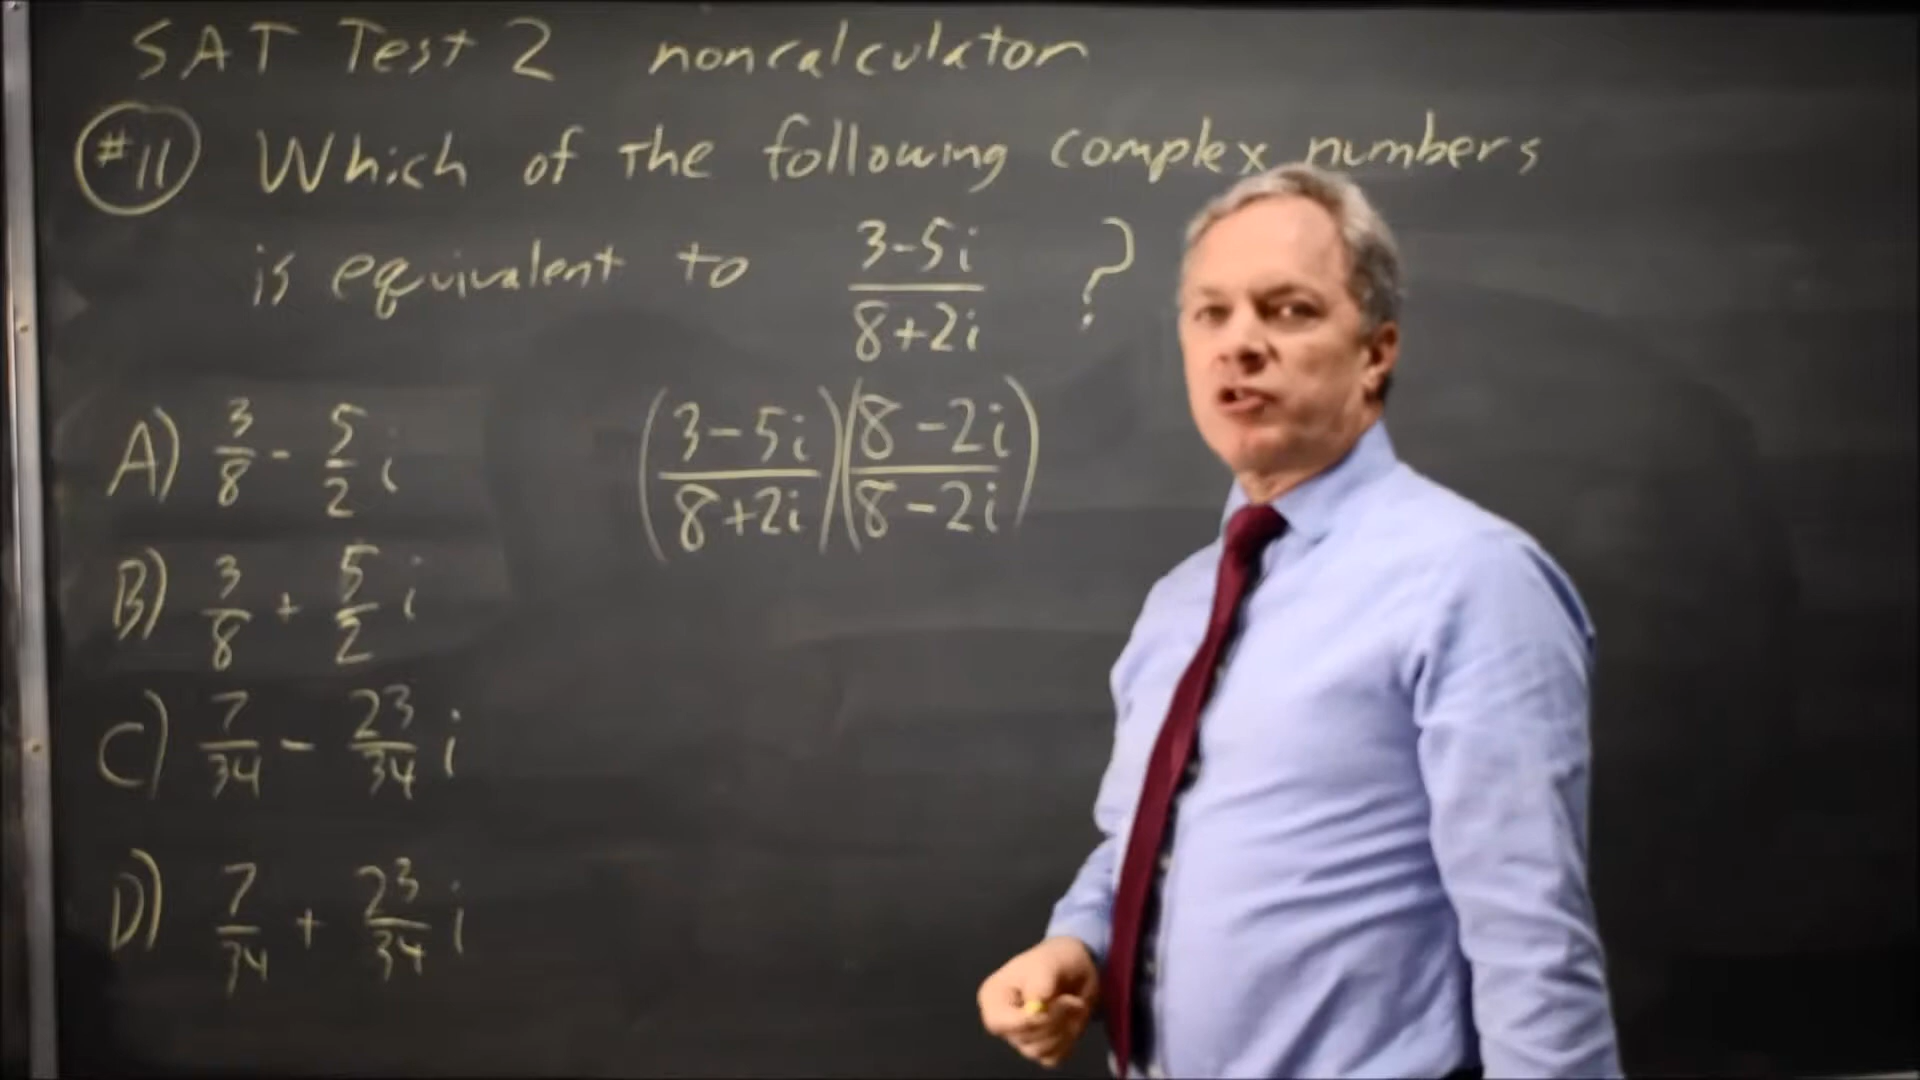 SAT Test 2 noncalculator
#11 Which of the following complex numbers
is equivalent to 3-5i/8+2i ?
A) 3/8 - 5/2 i
(3-5i/8+2i)(8-2i/8-2i)
B) 3/8 + 5/2 i
C) 7/34 - 23/34 i
D) 7/34 + 23/34 i